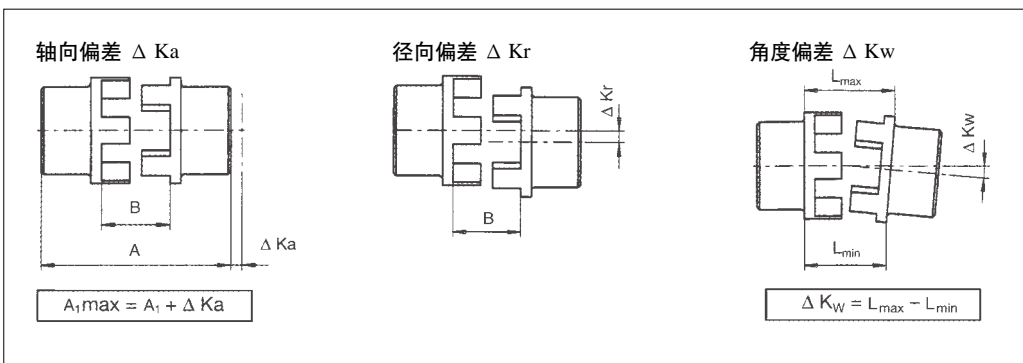 轴向偏差 Δ Ka
B
A
Δ Ka
A₁max = A₁ + Δ Ka
径向偏差 Δ Kr
Δ Kr
B
角度偏差 Δ Kw
Lmax
Δ Kw
Lmin
Δ KW = Lmax − Lmin